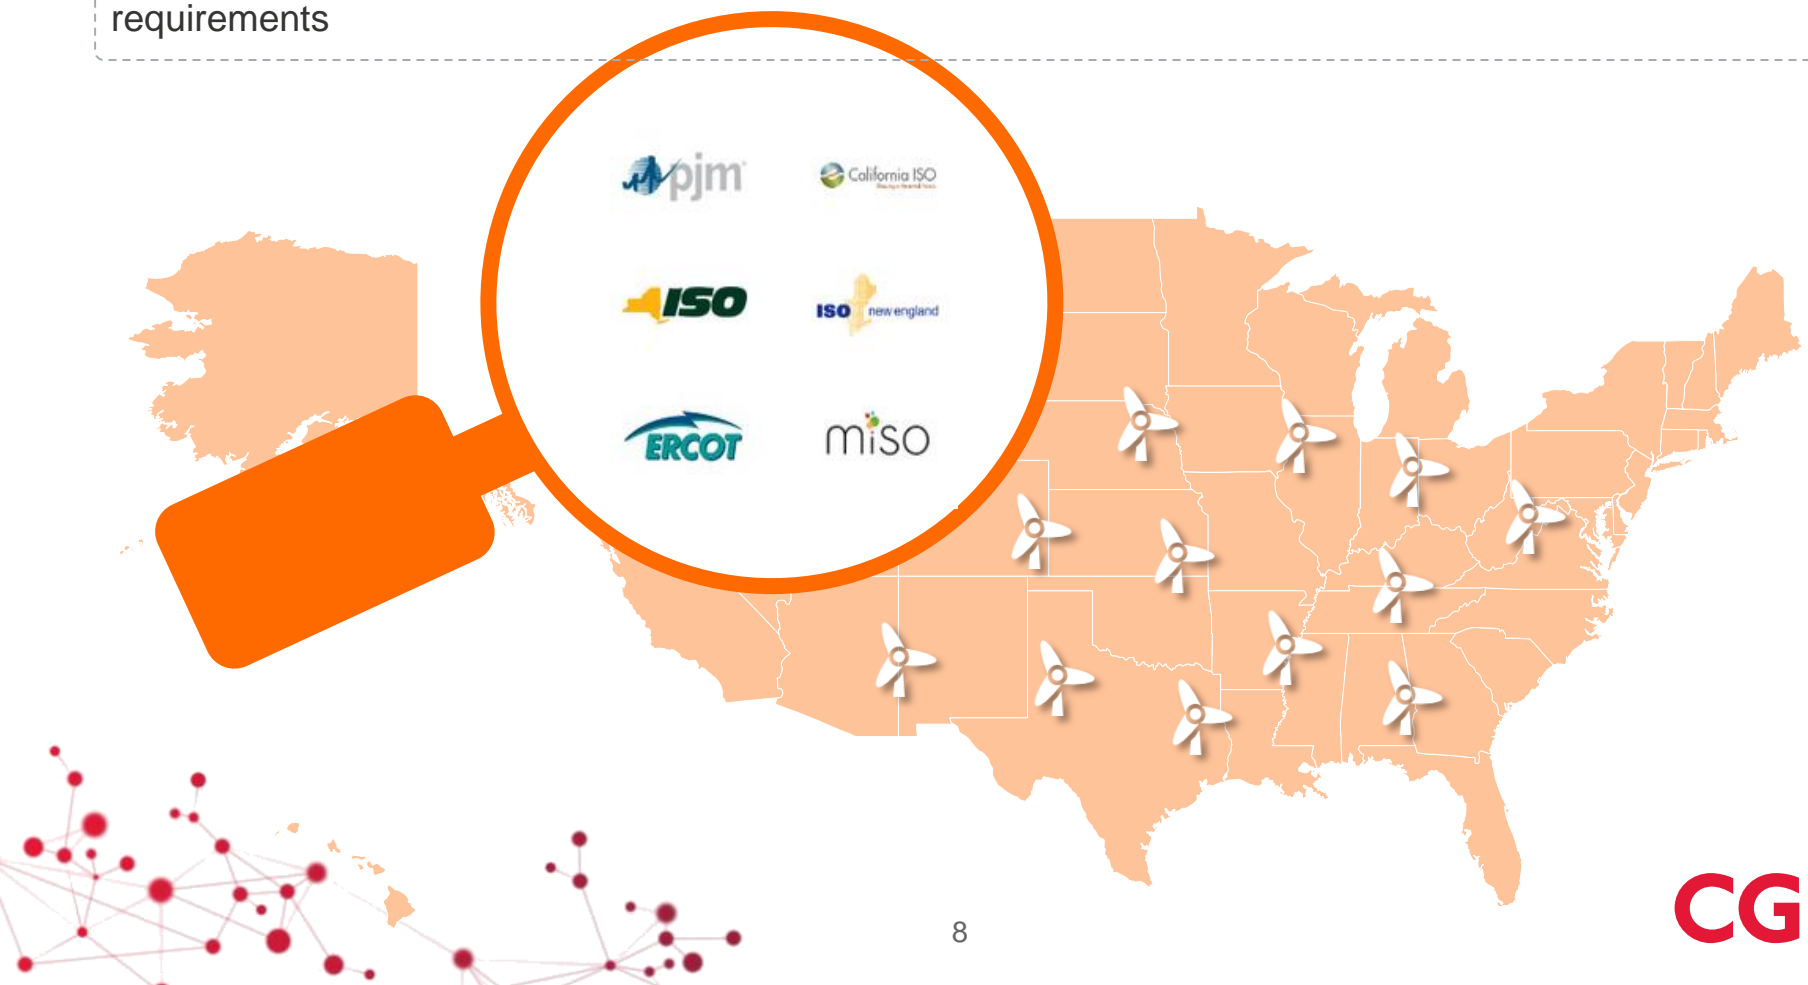 requirements
pjm
California ISO
ISO
ISO new england
ERCOT
miso
8
CG